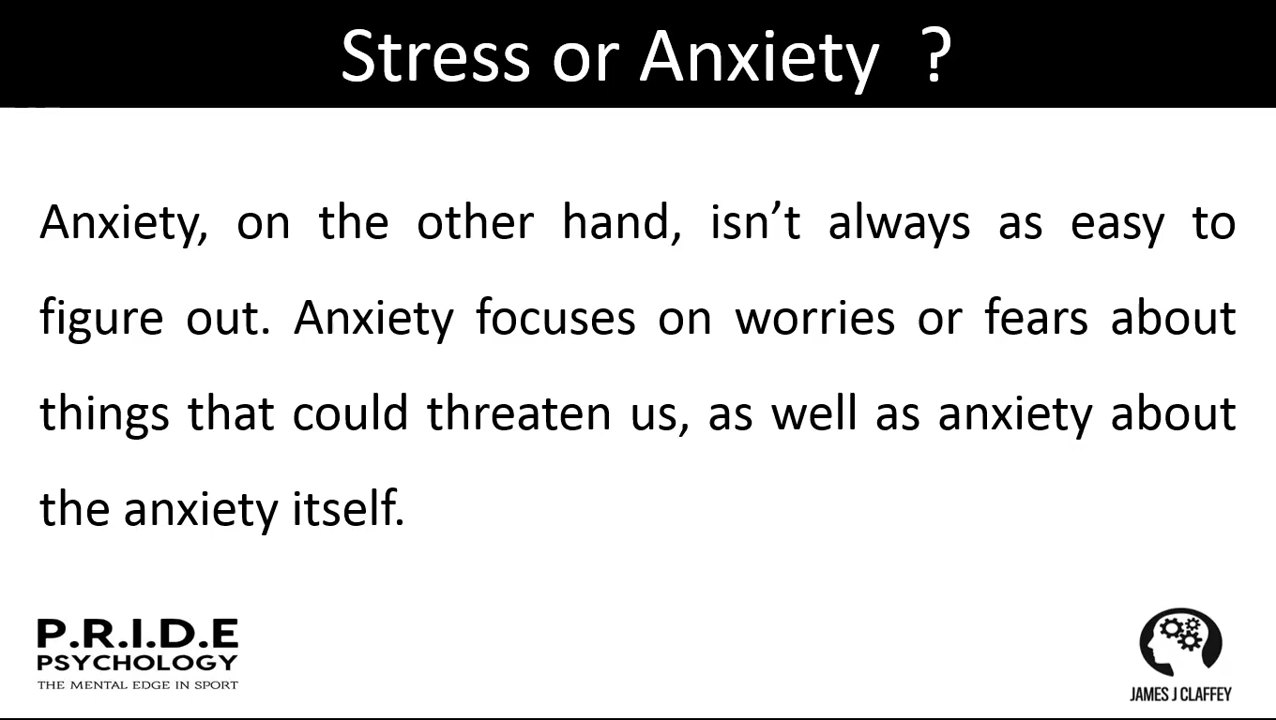 Stress or Anxiety ?
Anxiety, on the other hand, isn’t always as easy to
figure out. Anxiety focuses on worries or fears about
things that could threaten us, as well as anxiety about
the anxiety itself.
P.R.I.D.E
PSYCHOLOGY
THE MENTAL EDGE IN SPORT
JAMES J CLAFFEY